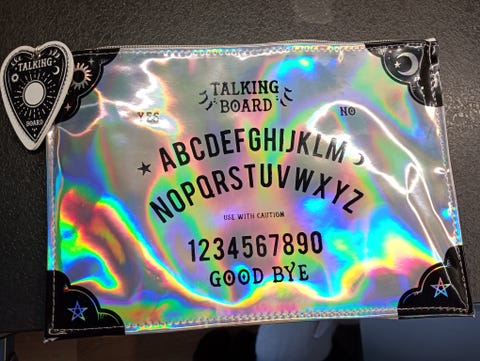 TALKING
BOARD
TALKING
BOARD
YES
NO
ABCDEFGHIJKLM
NOPQRSTUVWXYZ
USE WITH CAUTION
1234567890
GOOD BYE